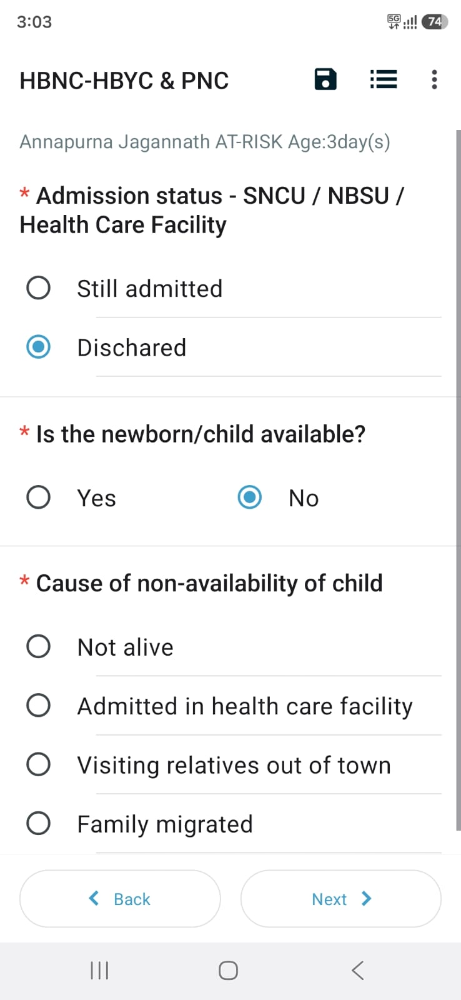 3:03
5G
74
HBNC-HBYC & PNC
Annapurna Jagannath AT-RISK Age:3day(s)
* Admission status - SNCU / NBSU /
Health Care Facility
Still admitted
Dischared
* Is the newborn/child available?
Yes No
* Cause of non-availability of child
Not alive
Admitted in health care facility
Visiting relatives out of town
Family migrated
Back Next